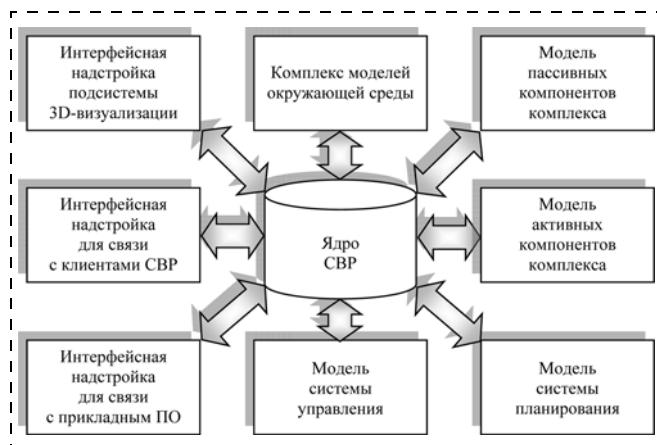 Интерфейсная
надстройка
подсистемы
3D-визуализации
Комплекс моделей
окружающей среды
Модель
пассивных
компонентов
комплекса
Интерфейсная
надстройка
для связи
с клиентами СВР
Ядро
СВР
Модель
активных
компонентов
комплекса
Интерфейсная
надстройка
для связи
с прикладным ПО
Модель
системы
управления
Модель
системы
планирования